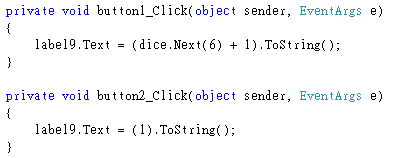 private void button1_Click(object sender, EventArgs e)
{
label9.Text = (dice.Next(6) + 1).ToString();
}
private void button2_Click(object sender, EventArgs e)
{
label9.Text = (1).ToString();
}